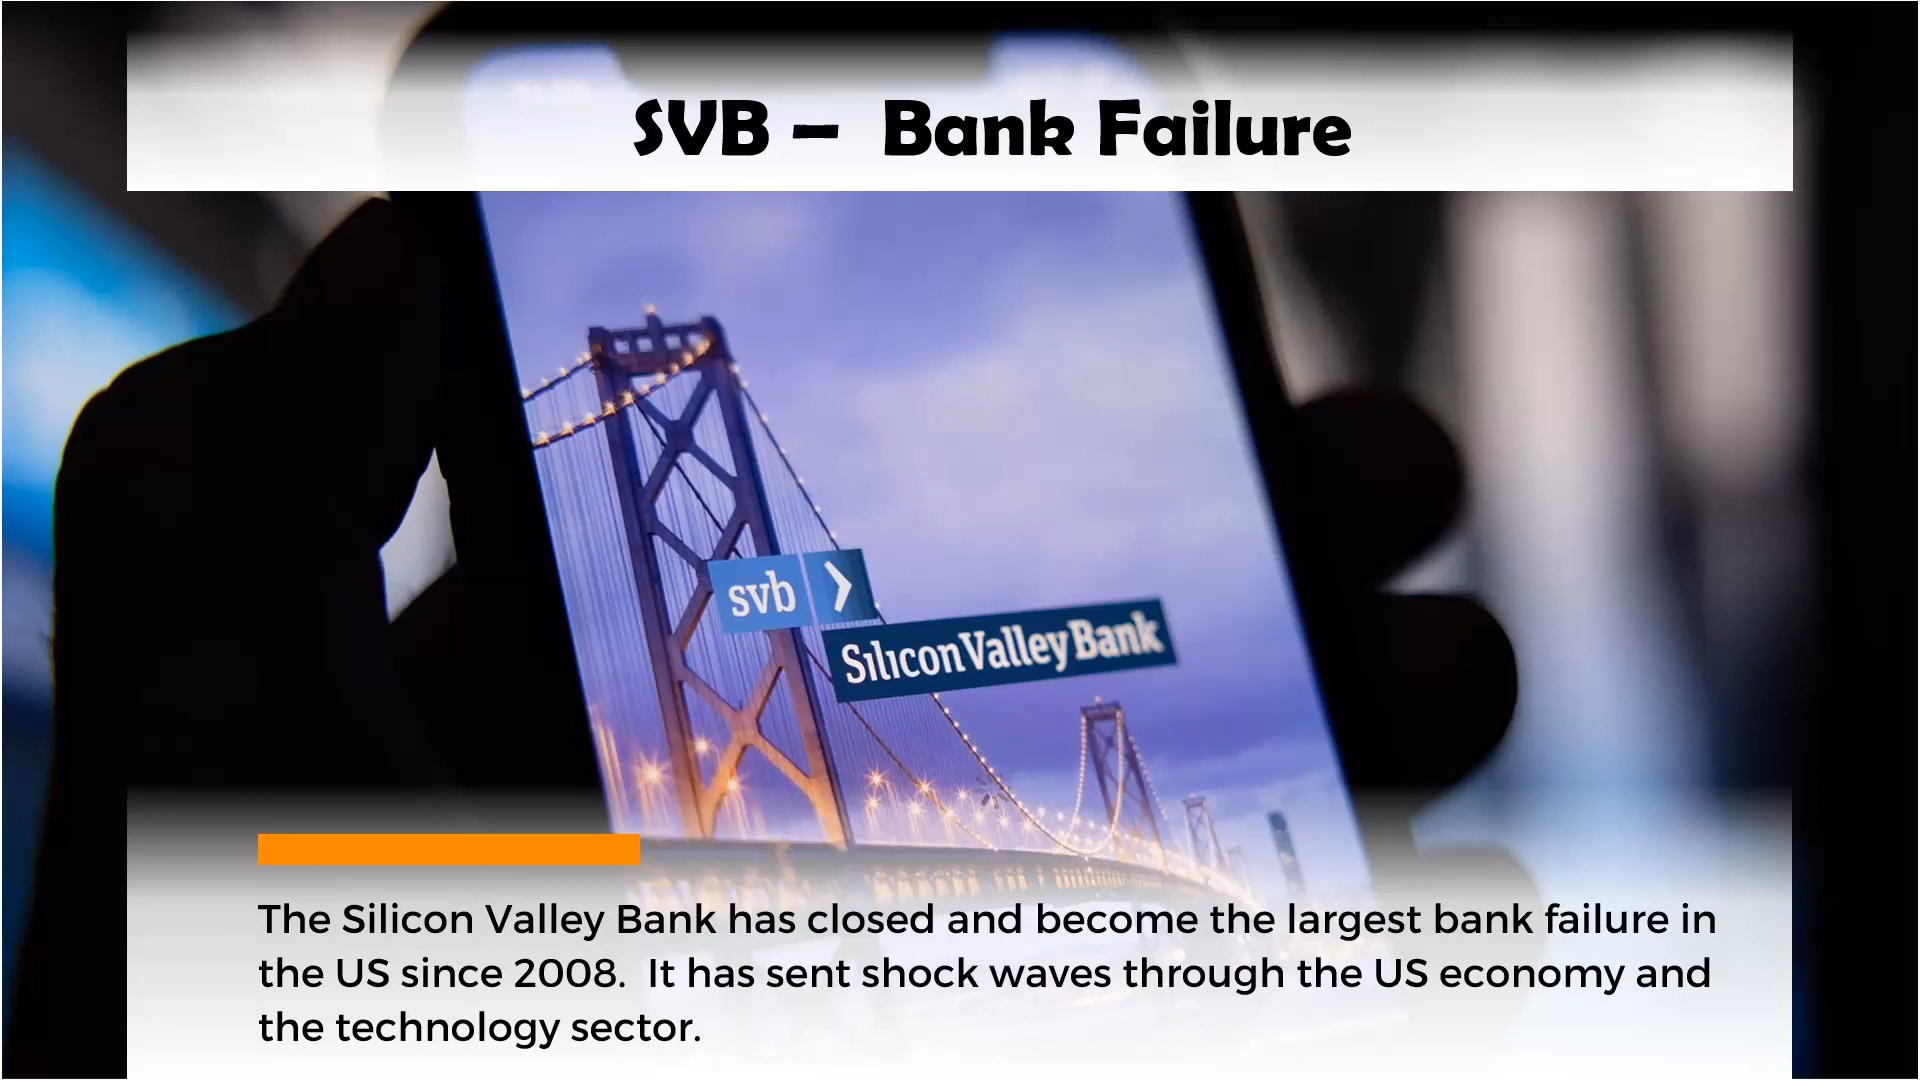 SVB –  Bank Failure
svb >
Silicon Valley Bank
The Silicon Valley Bank has closed and become the largest bank failure in
the US since 2008.  It has sent shock waves through the US economy and
the technology sector.